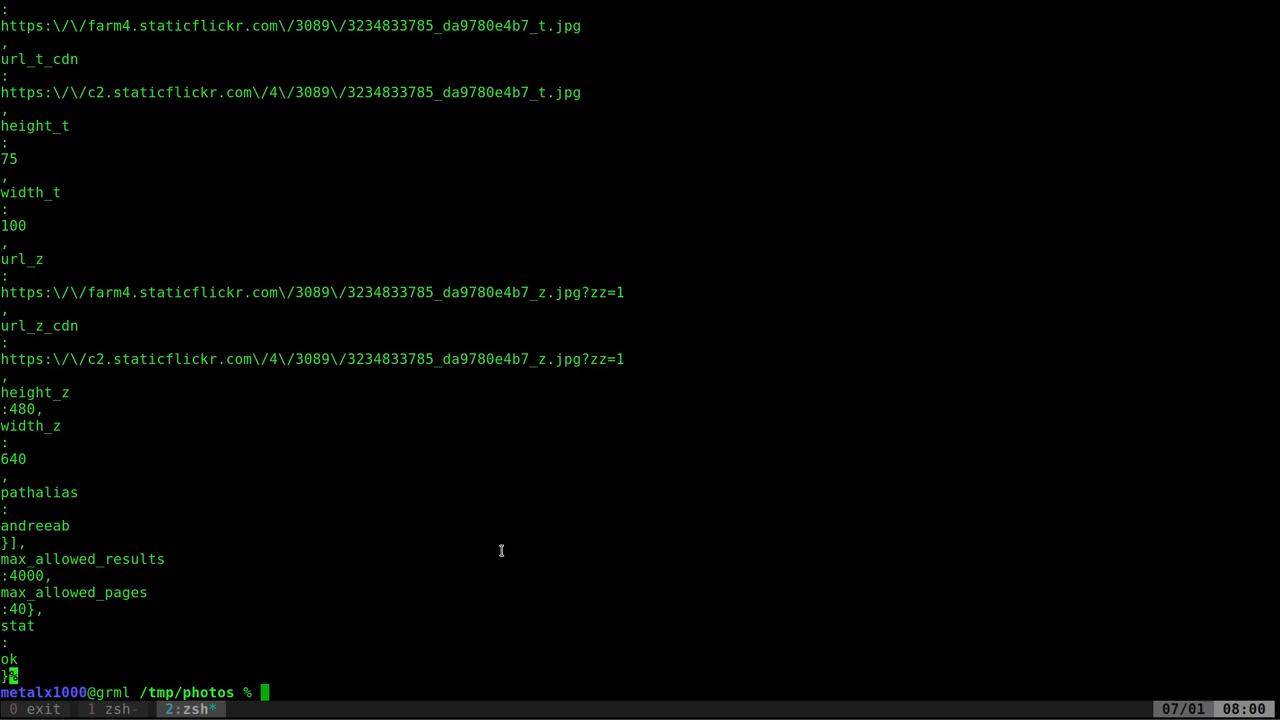 :
https:\/\/farm4.staticflickr.com\/3089\/3234833785_da9780e4b7_t.jpg
,
url_t_cdn
:
https:\/\/c2.staticflickr.com\/4\/3089\/3234833785_da9780e4b7_t.jpg
,
height_t
:
75
,
width_t
:
100
,
url_z
:
https:\/\/farm4.staticflickr.com\/3089\/3234833785_da9780e4b7_z.jpg?zz=1
,
url_z_cdn
:
https:\/\/c2.staticflickr.com\/4\/3089\/3234833785_da9780e4b7_z.jpg?zz=1
,
height_z
:480,
width_z
:
640
,
pathalias
:
andreeab
}],
max_allowed_results
:4000,
max_allowed_pages
:40},
stat
:
ok
}%
metalx1000@grml /tmp/photos %
0 exit 1 zsh- 2:zsh* 07/01 08:00